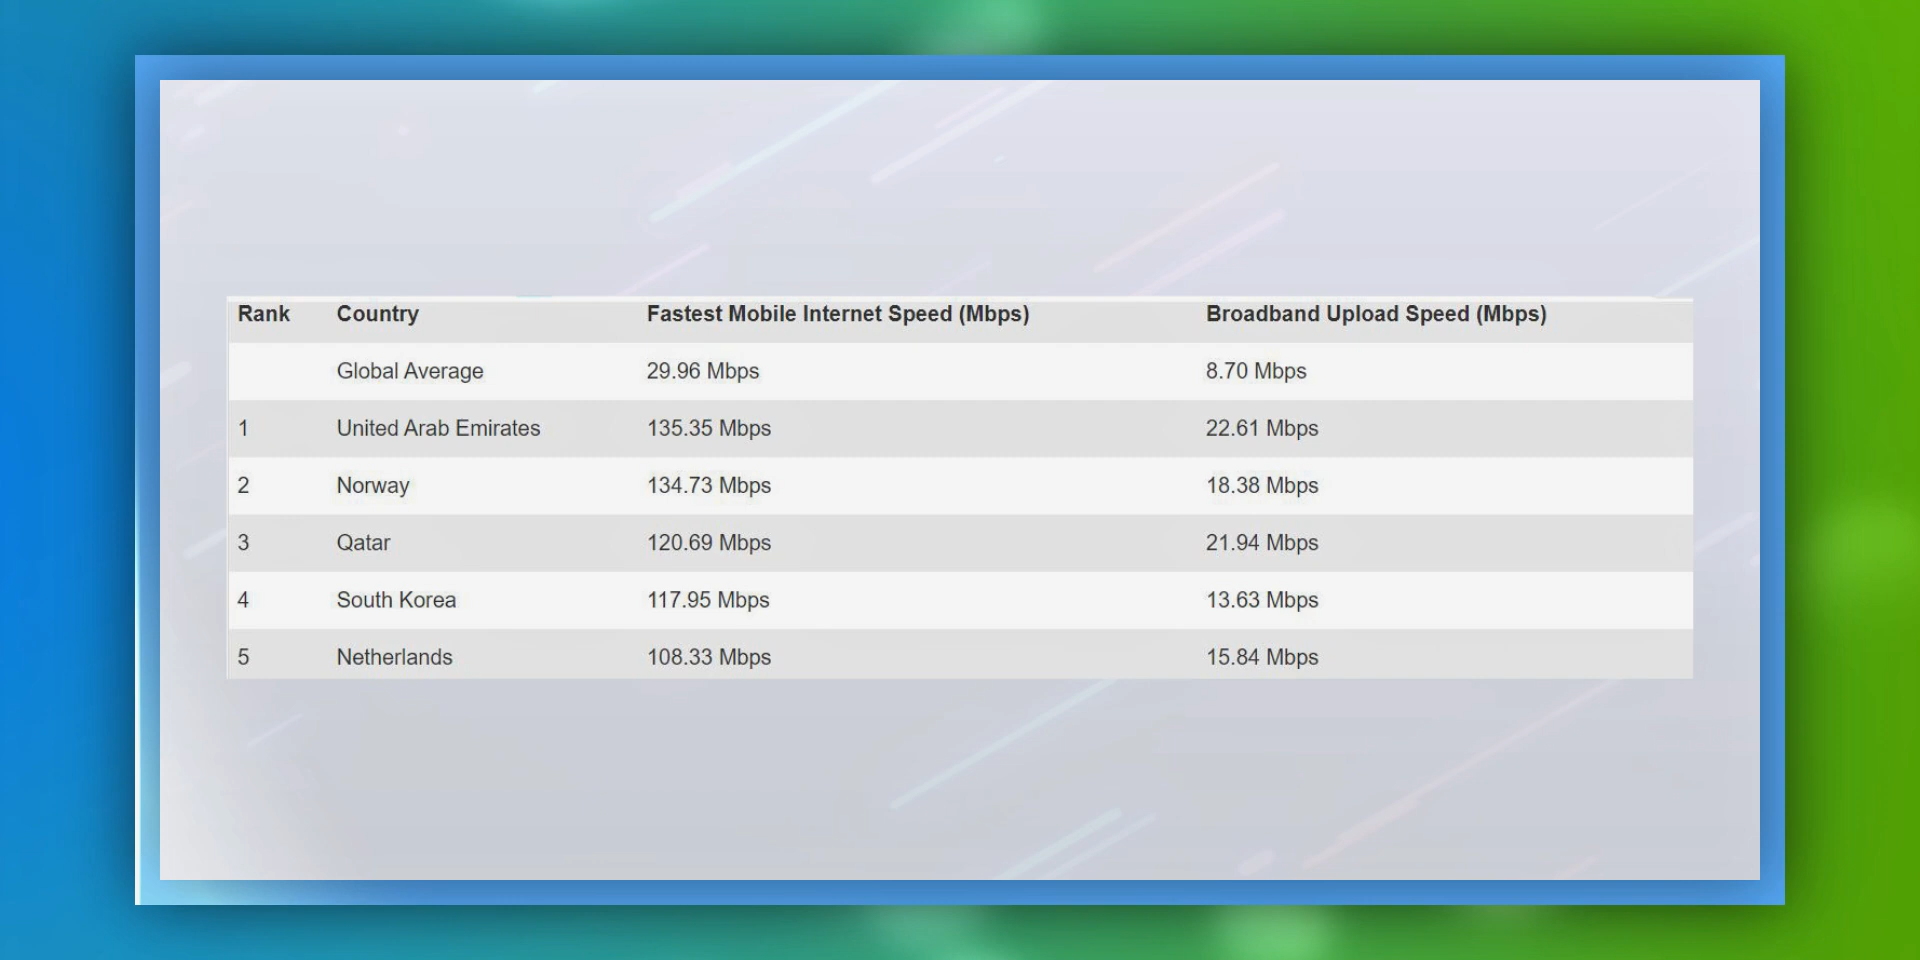 Rank Country Fastest Mobile Internet Speed (Mbps) Broadband Upload Speed (Mbps)
Global Average 29.96 Mbps 8.70 Mbps
1 United Arab Emirates 135.35 Mbps 22.61 Mbps
2 Norway 134.73 Mbps 18.38 Mbps
3 Qatar 120.69 Mbps 21.94 Mbps
4 South Korea 117.95 Mbps 13.63 Mbps
5 Netherlands 108.33 Mbps 15.84 Mbps